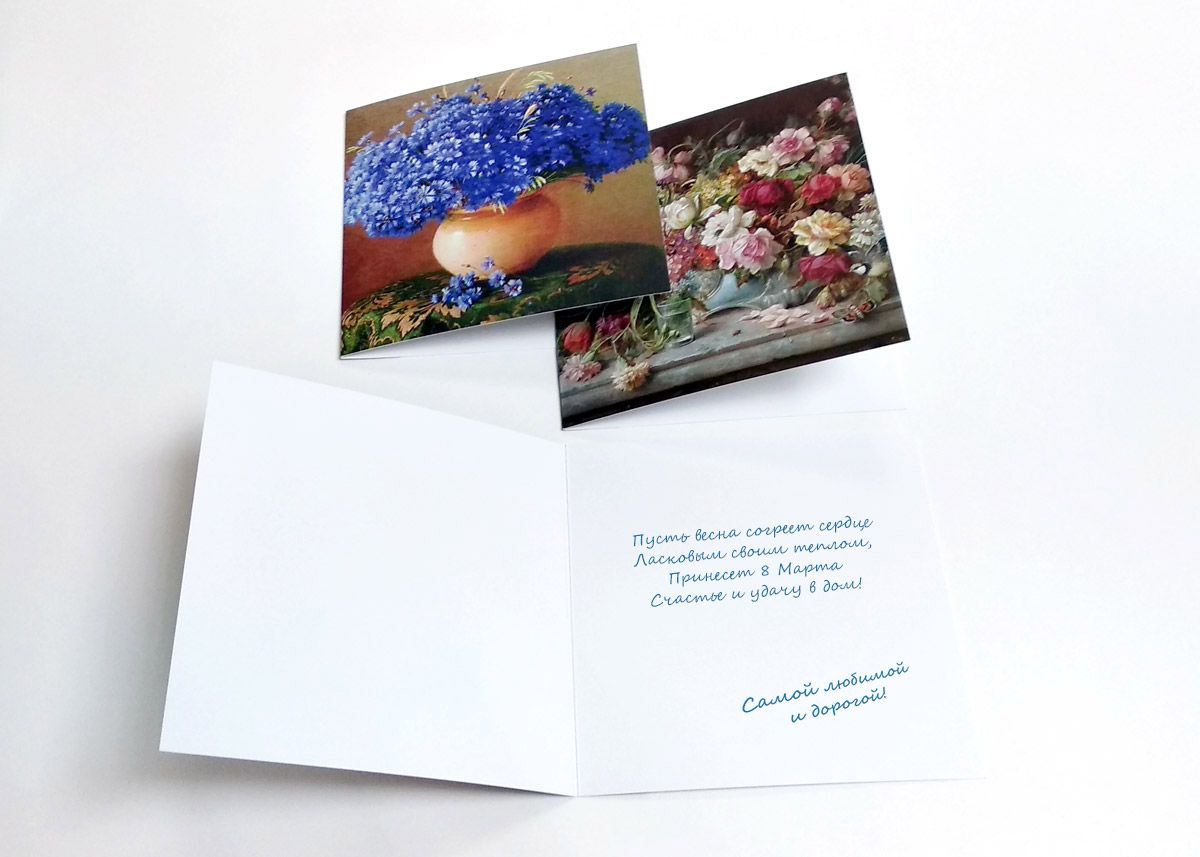 Пусть весна согреет сердце
Ласковым своим теплом,
Принесет 8 Марта
Счастье и удачу в дом!
Самой любимой
и дорогой!